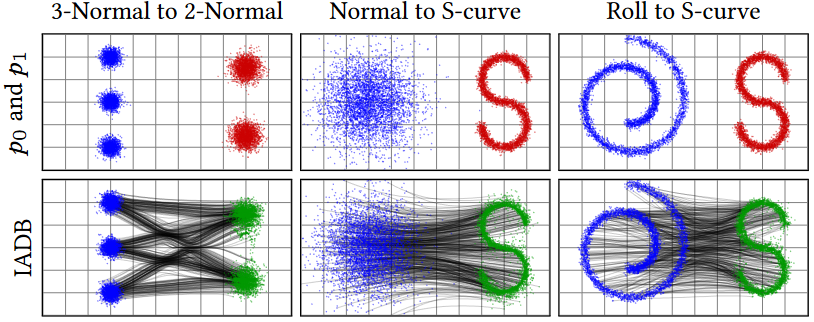 3-Normal to 2-Normal
Normal to S-curve
Roll to S-curve
p₀ and p₁
IADB